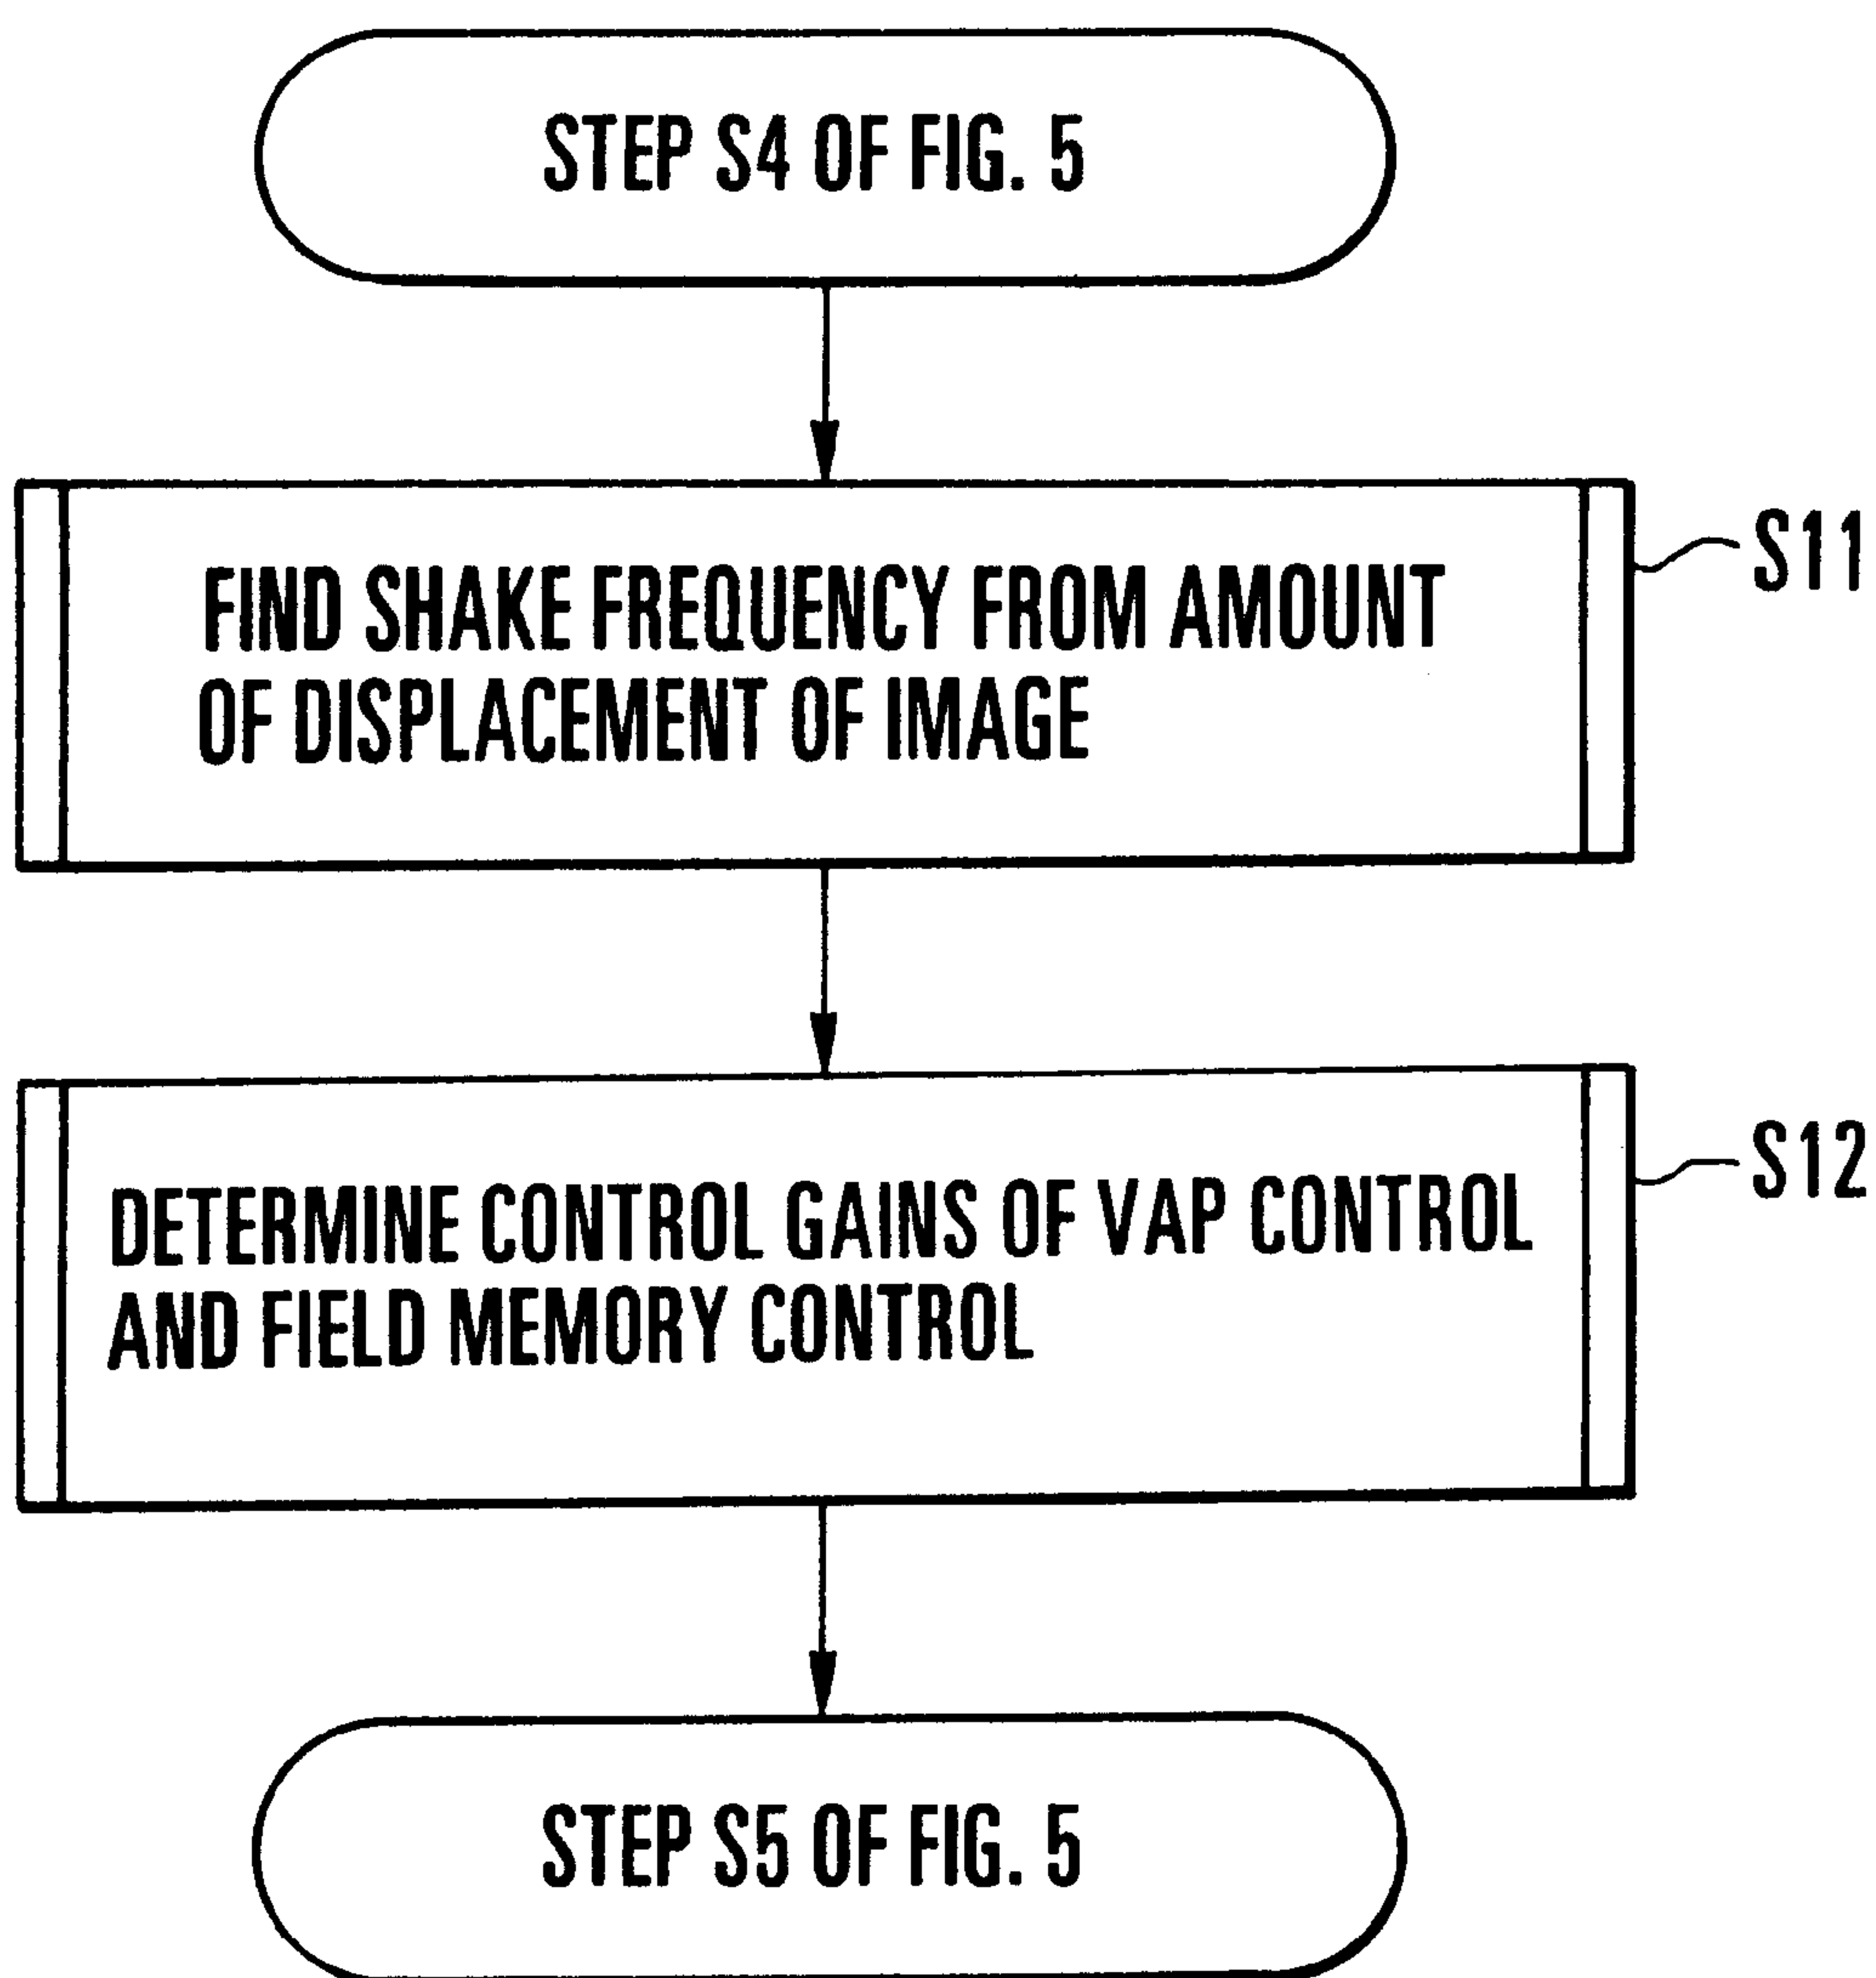 STEP S4 OF FIG. 5
FIND SHAKE FREQUENCY FROM AMOUNT
OF DISPLACEMENT OF IMAGE
S11
DETERMINE CONTROL GAINS OF VAP CONTROL
AND FIELD MEMORY CONTROL
S12
STEP S5 OF FIG. 5